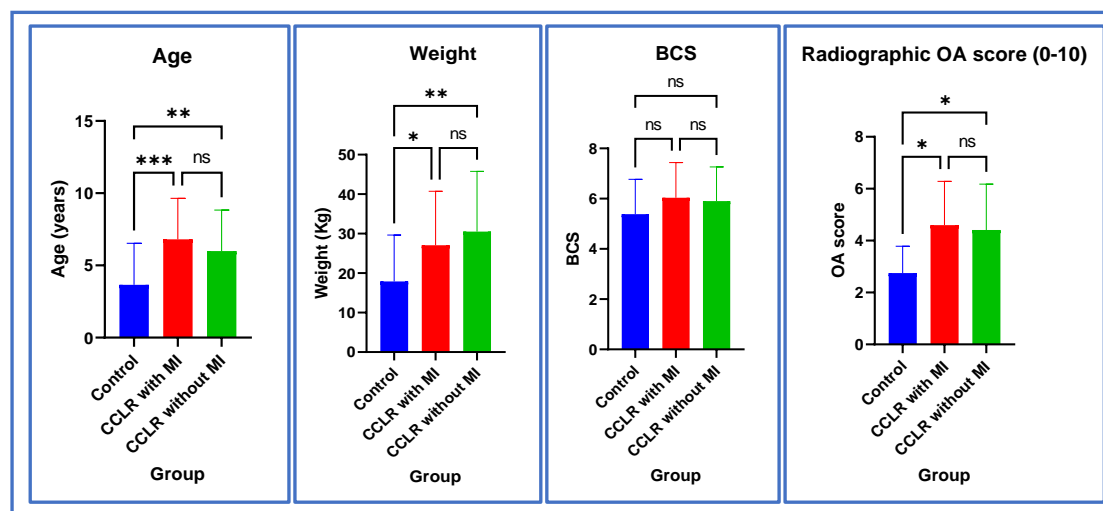 Age
**
***
ns
15
10
5
0
Age (years)
Control
CCLR with MI
CCLR without MI
Group
Weight
**
*
ns
50
40
30
20
10
0
Weight (Kg)
Control
CCLR with MI
CCLR without MI
Group
BCS
ns
ns
ns
8
6
4
2
0
BCS
Control
CCLR with MI
CCLR without MI
Group
Radiographic OA score (0-10)
*
*
ns
8
6
4
2
0
OA score
Control
CCLR with MI
CCLR without MI
Group